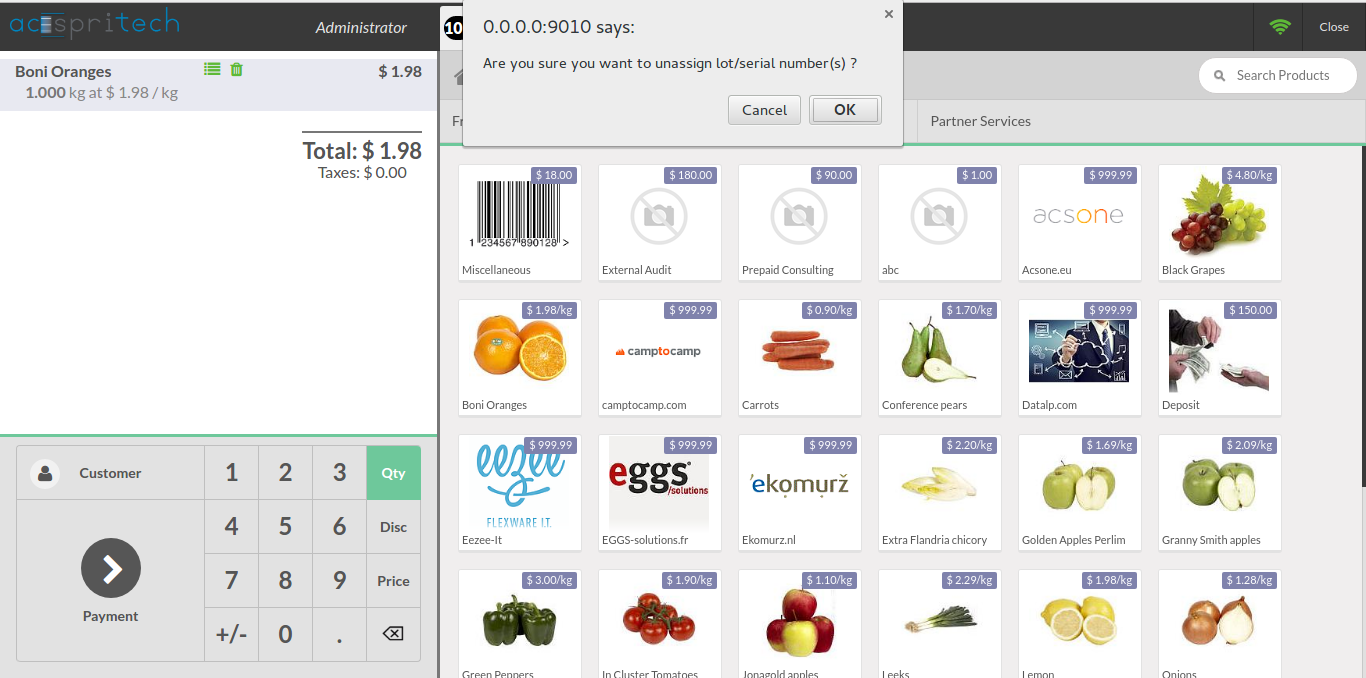 acespritech
Administrator
10
0.0.0.0:9010 says:
×
Are you sure you want to unassign lot/serial number(s) ?
Cancel
OK
Close
Boni Oranges
$ 1.98
1.000 kg at $ 1.98 / kg
Total: $ 1.98
Taxes: $ 0.00
Search Products
Fr
Partner Services
$ 18.00
1 234567 890128 >
Miscellaneous
$ 180.00
External Audit
$ 90.00
Prepaid Consulting
$ 1.00
abc
$ 999.99
acsone
Acsone.eu
$ 4.80/kg
Black Grapes
$ 1.98/kg
Boni Oranges
$ 999.99
camptocamp
camptocamp.com
$ 0.90/kg
Carrots
$ 1.70/kg
Conference pears
$ 999.99
Datalp.com
$ 150.00
Deposit
$ 999.99
eezee
FLEXWARE I.T.
Eezee-It
$ 999.99
eggs
/solutions
EGGS-solutions.fr
$ 999.99
'ekomurž
Ekomurz.nl
$ 2.20/kg
Extra Flandria chicory
$ 1.69/kg
Golden Apples Perlim
$ 2.09/kg
Granny Smith apples
$ 3.00/kg
Green Peppers
$ 1.90/kg
In Cluster Tomatoes
$ 1.10/kg
Jonagold apples
$ 2.29/kg
Leeks
$ 1.98/kg
Lemon
$ 1.28/kg
Onions
Customer
1 2 3 Qty
4 5 6 Disc
7 8 9 Price
+/- 0 .
Payment